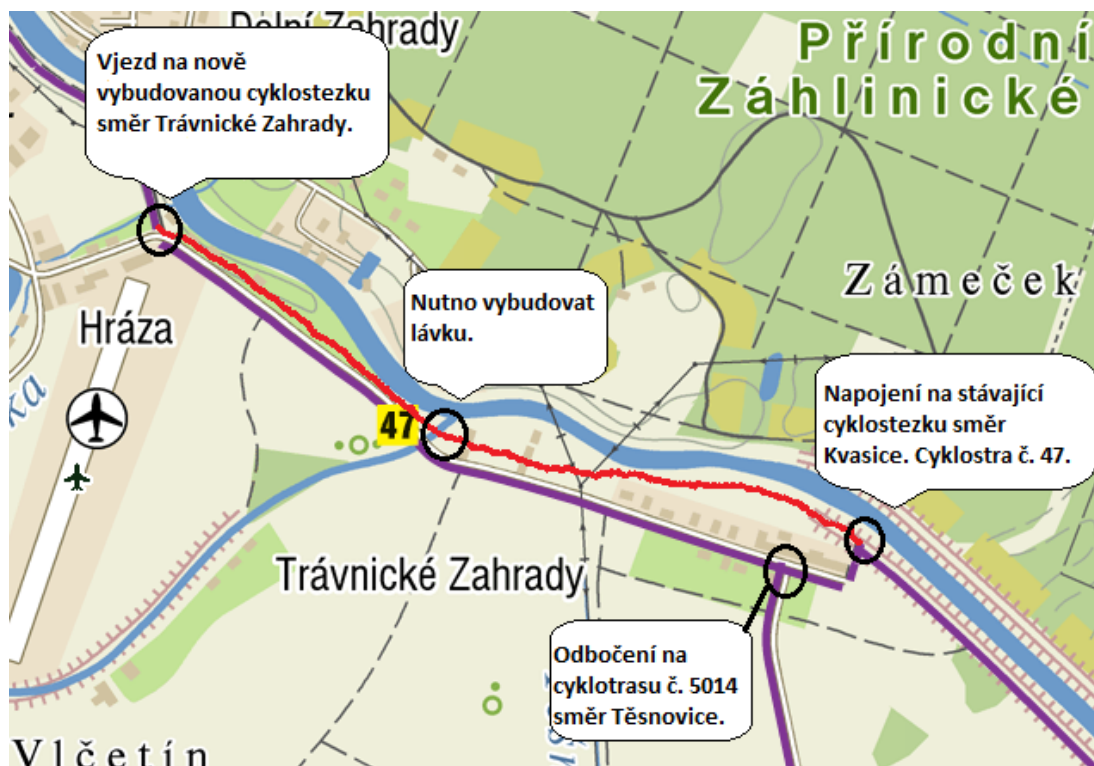 Dolní Zahrady
Vjezd na nově
vybudovanou cyklostezku
směr Trávnické Zahrady.
Přírodní
Záhlinické
Zámeček
Hráza
Nutno vybudovat
lávku.
Napojení na stávající
cyklostezku směr
Kvasice. Cyklostra č. 47.
47
Trávnické Zahrady
Odbočení na
cyklotrasu č. 5014
směr Těsnovice.
Vlčetín